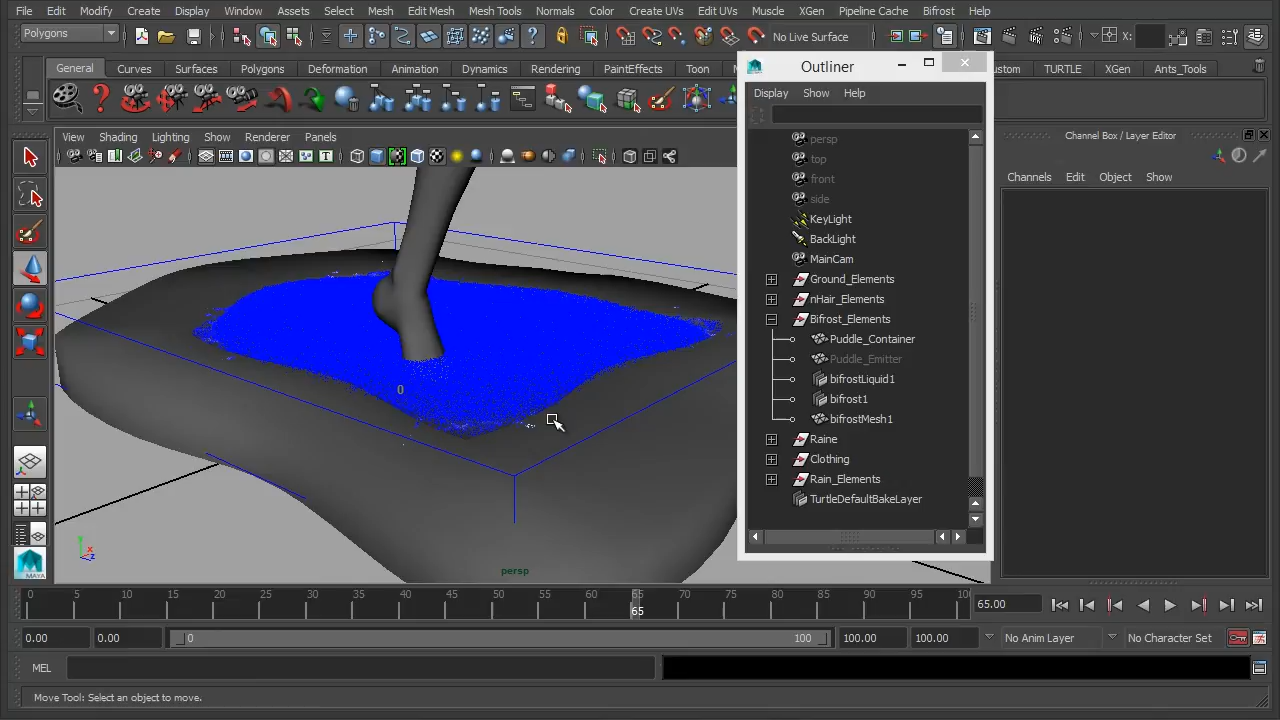 File Edit Modify Create Display Window Assets Select Mesh Edit Mesh Mesh Tools Normals Color Create UVs Edit UVs Muscle XGen Pipeline Cache Bifrost Help
Polygons No Live Surface X:
General Curves Surfaces Polygons Deformation Animation Dynamics Rendering PaintEffects Toon ustom TURTLE XGen Ants_Tools
View Shading Lighting Show Renderer Panels
Outliner
Display Show Help
persp
top
front
side
KeyLight
BackLight
MainCam
Ground_Elements
nHair_Elements
Bifrost_Elements
Puddle_Container
Puddle_Emitter
bifrostLiquid1
bifrost1
bifrostMesh1
Raine
Clothing
Rain_Elements
TurtleDefaultBakeLayer
Channel Box / Layer Editor
Channels Edit Object Show
0
y x z
persp
MAYA
0 5 10 15 20 25 30 35 40 45 50 55 60 65 70 75 80 85 90 95 10
65
65.00
0.00 0.00 0 100 100.00 100.00 No Anim Layer No Character Set
MEL
Move Tool: Select an object to move.